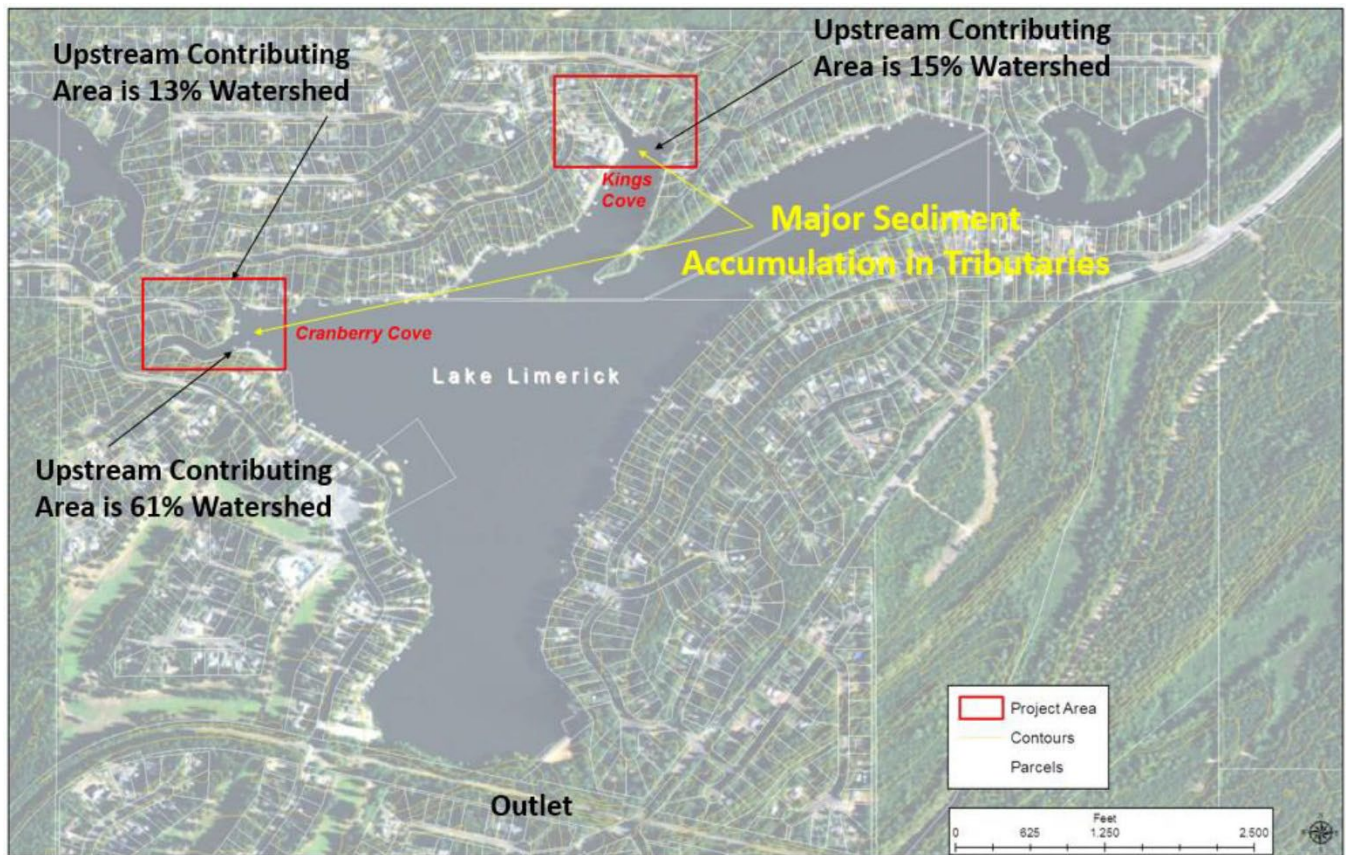 Upstream Contributing
Area is 13% Watershed
Upstream Contributing
Area is 15% Watershed
Kings
Cove
Major Sediment
Accumulation in Tributaries
Cranberry Cove
Lake Limerick
Upstream Contributing
Area is 61% Watershed
Outlet
Project Area
Contours
Parcels
Feet
0 625 1.250 2.500